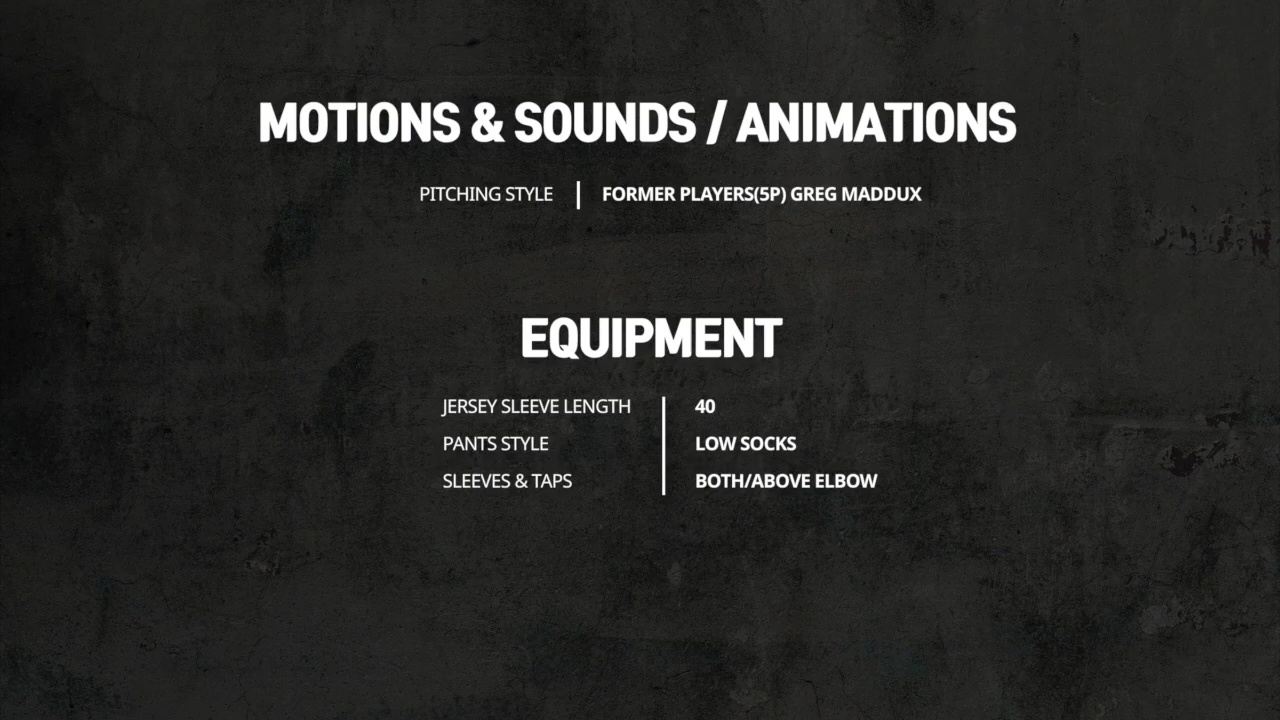 MOTIONS & SOUNDS / ANIMATIONS
PITCHING STYLE | FORMER PLAYERS(5P) GREG MADDUX
EQUIPMENT
JERSEY SLEEVE LENGTH 40
PANTS STYLE LOW SOCKS
SLEEVES & TAPS BOTH/ABOVE ELBOW